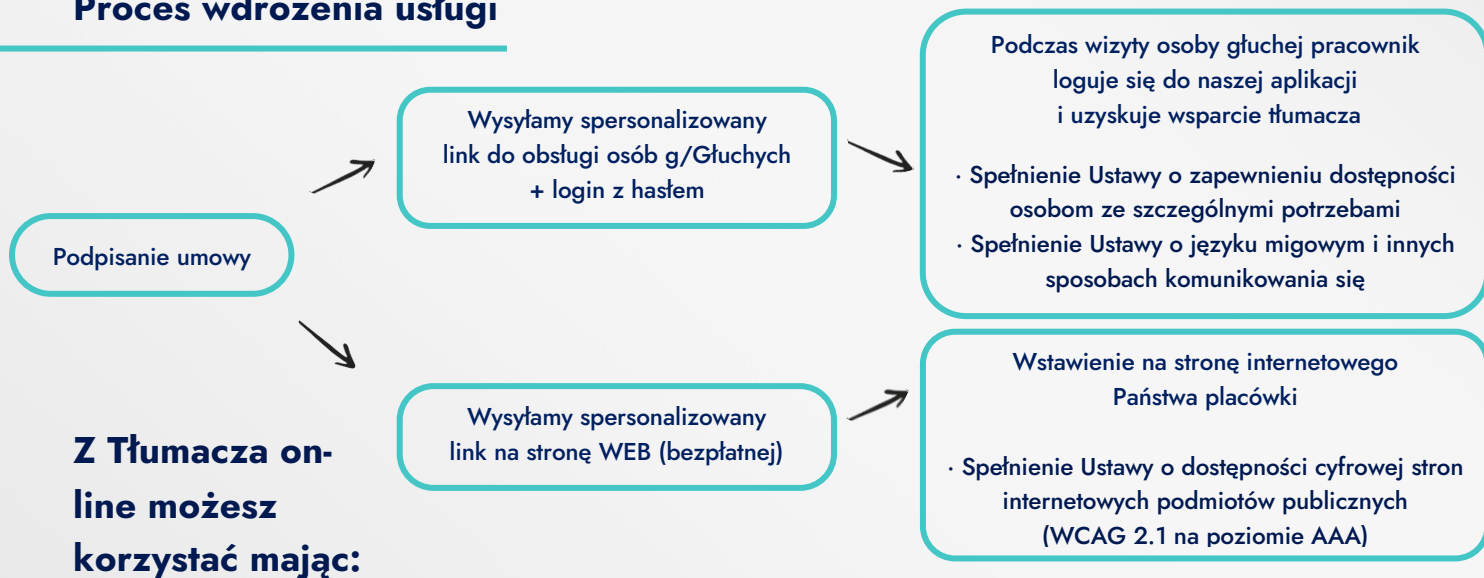 Proces wdrożenia usługi
Podpisanie umowy
Wysyłamy spersonalizowany
link do obsługi osób g/Głuchych
+ login z hasłem
Podczas wizyty osoby głuchej pracownik
loguje się do naszej aplikacji
i uzyskuje wsparcie tłumacza
· Spełnienie Ustawy o zapewnieniu dostępności
osobom ze szczególnymi potrzebami
· Spełnienie Ustawy o języku migowym i innych
sposobach komunikowania się
Wysyłamy spersonalizowany
link na stronę WEB (bezpłatnej)
Wstawienie na stronę internetowego
Państwa placówki
· Spełnienie Ustawy o dostępności cyfrowej stron
internetowych podmiotów publicznych
(WCAG 2.1 na poziomie AAA)
Z Tłumacza on-
line możesz
korzystać mając: